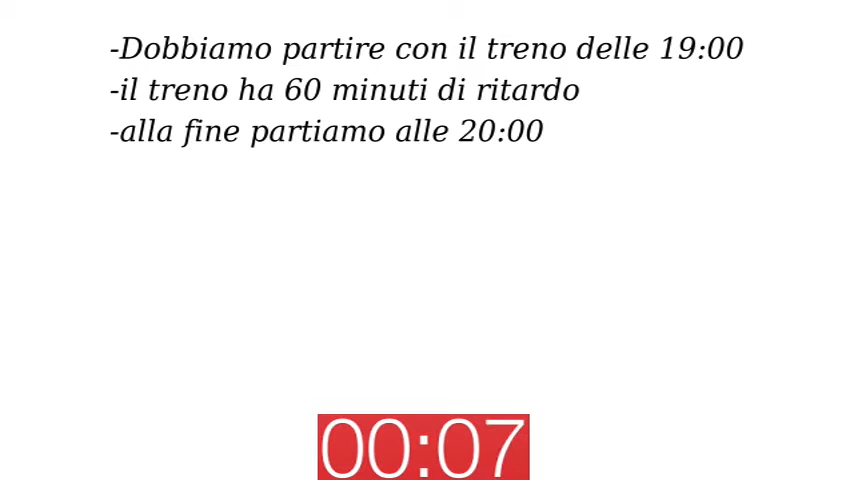 -Dobbiamo partire con il treno delle 19:00
-il treno ha 60 minuti di ritardo
-alla fine partiamo alle 20:00
00:07